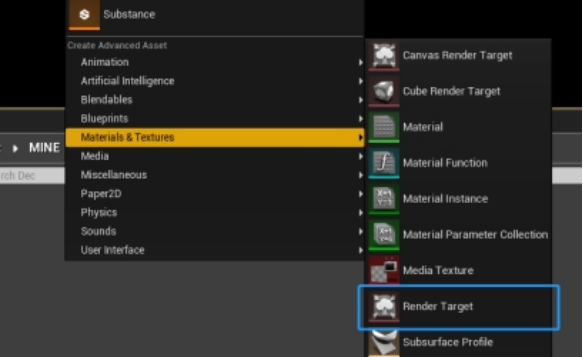 Substance
Create Advanced Asset
Animation
Artificial Intelligence
Blendables
Blueprints
Materials & Textures
Media
Miscellaneous
Paper2D
Physics
Sounds
User Interface
MINE
rch Dec
Canvas Render Target
Cube Render Target
Material
Material Function
Material Instance
Material Parameter Collection
Media Texture
Render Target
Subsurface Profile